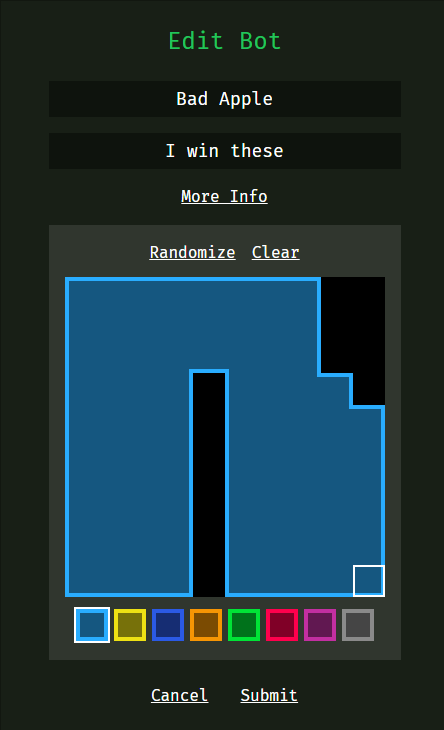 Edit Bot
Bad Apple
I win these
More Info
Randomize Clear
Cancel Submit